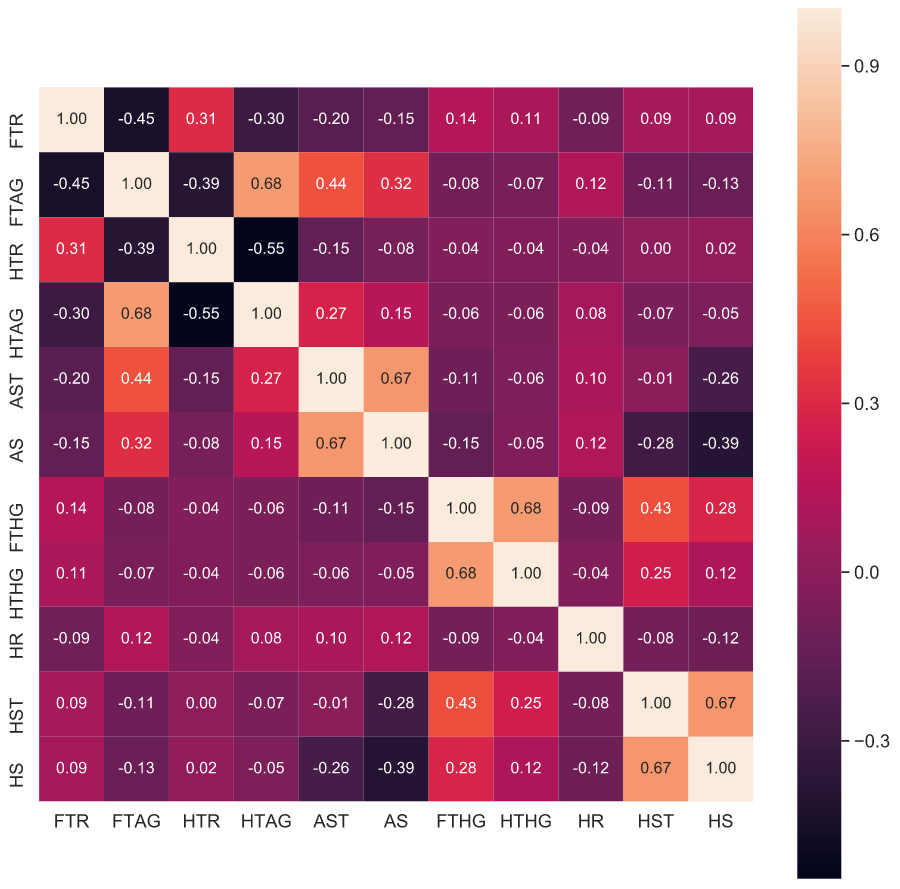 FTR 1.00 -0.45 0.31 -0.30 -0.20 -0.15 0.14 0.11 -0.09 0.09 0.09
FTAG -0.45 1.00 -0.39 0.68 0.44 0.32 -0.08 -0.07 0.12 -0.11 -0.13
HTR 0.31 -0.39 1.00 -0.55 -0.15 -0.08 -0.04 -0.04 -0.04 0.00 0.02
HTAG -0.30 0.68 -0.55 1.00 0.27 0.15 -0.06 -0.06 0.08 -0.07 -0.05
AST -0.20 0.44 -0.15 0.27 1.00 0.67 -0.11 -0.06 0.10 -0.01 -0.26
AS -0.15 0.32 -0.08 0.15 0.67 1.00 -0.15 -0.05 0.12 -0.28 -0.39
FTHG 0.14 -0.08 -0.04 -0.06 -0.11 -0.15 1.00 0.68 -0.09 0.43 0.28
HTHG 0.11 -0.07 -0.04 -0.06 -0.06 -0.05 0.68 1.00 -0.04 0.25 0.12
HR -0.09 0.12 -0.04 0.08 0.10 0.12 -0.09 -0.04 1.00 -0.08 -0.12
HST 0.09 -0.11 0.00 -0.07 -0.01 -0.28 0.43 0.25 -0.08 1.00 0.67
HS 0.09 -0.13 0.02 -0.05 -0.26 -0.39 0.28 0.12 -0.12 0.67 1.00
FTR FTAG HTR HTAG AST AS FTHG HTHG HR HST HS
0.9
0.6
0.3
0.0
−0.3